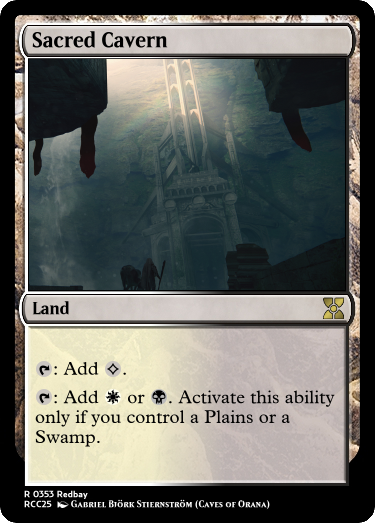 Sacred Cavern
Land
: Add .
: Add or . Activate this ability
only if you control a Plains or a
Swamp.
R 0353 Redbay
RCC25 Gabriel Björk Stiernström (Caves of Orana)